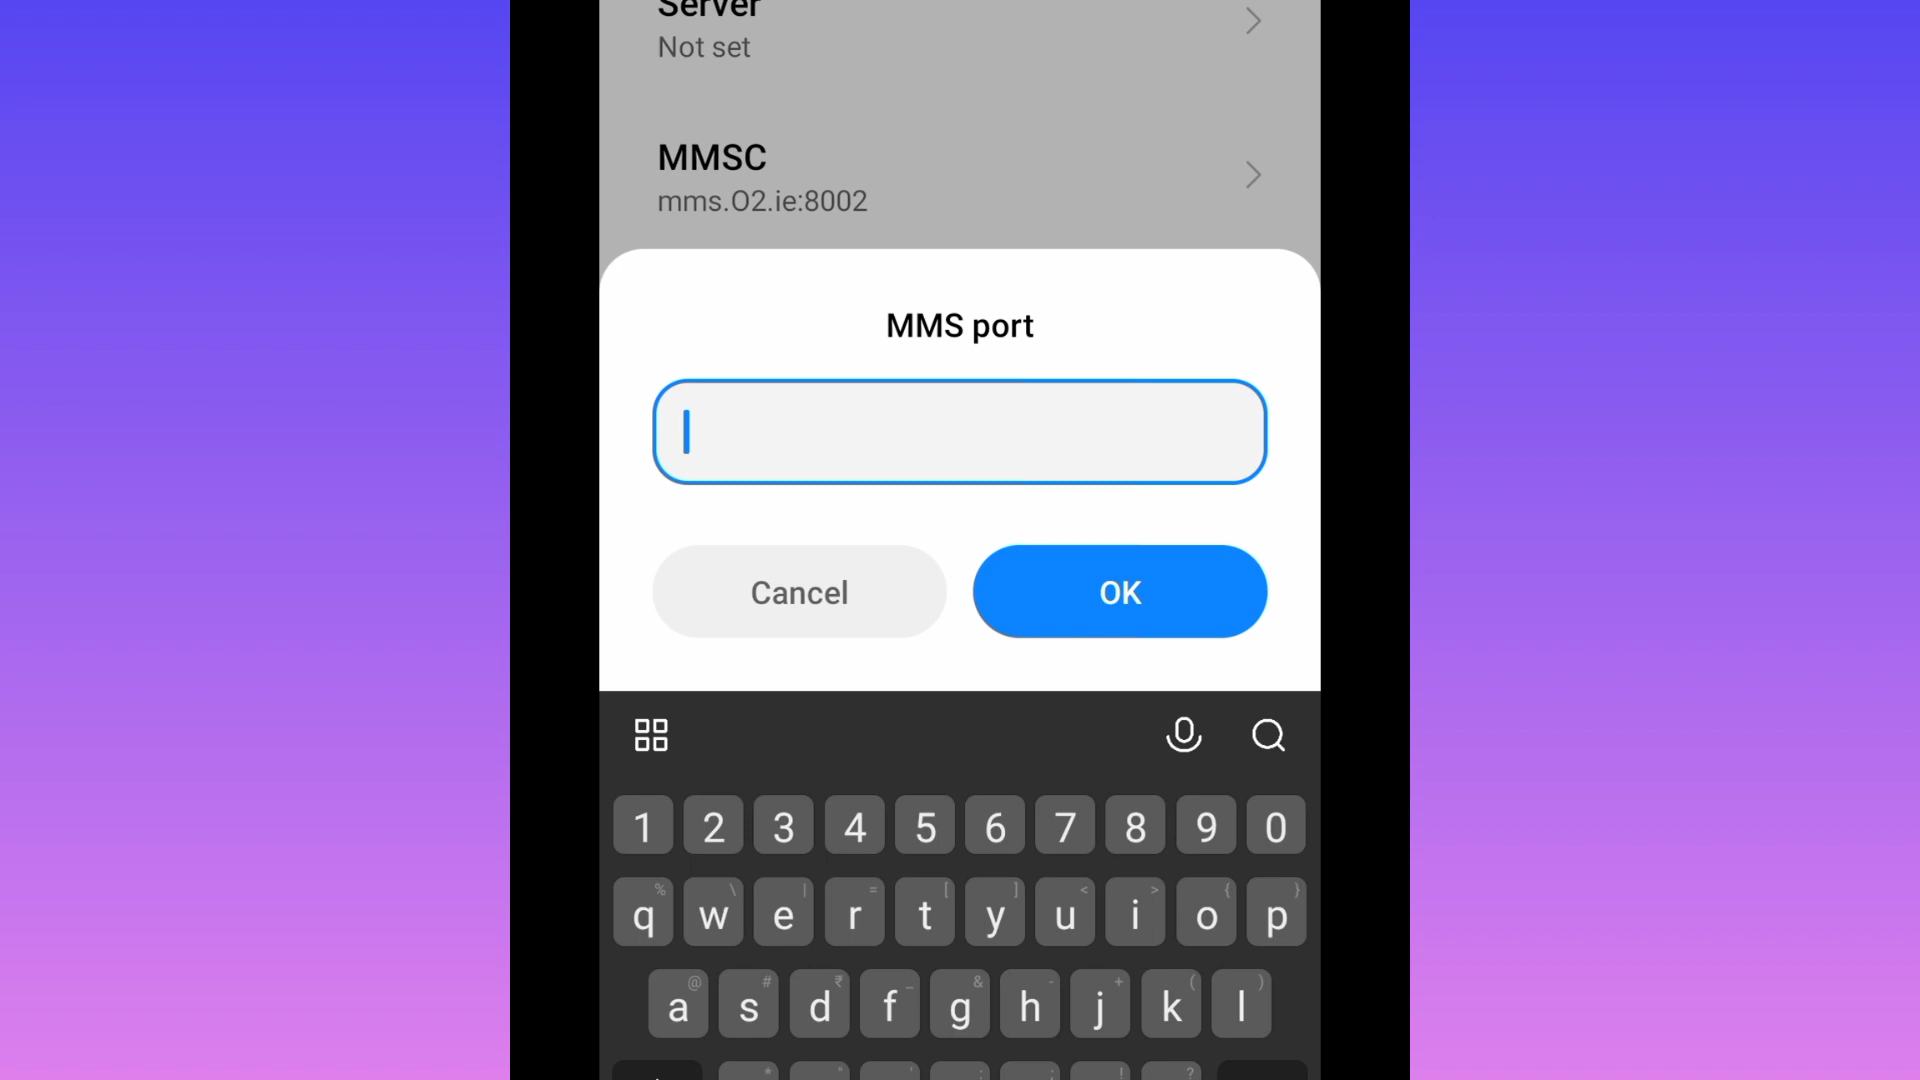 Server
Not set
MMSC
mms.O2.ie:8002
MMS port
Cancel
OK
1 2 3 4 5 6 7 8 9 0
% \ | = [ ] < > { }
q w e r t y u i o p
@ # ₹ _ & - + ( )
a s d f g h j k l
* " ' : ; ! ?